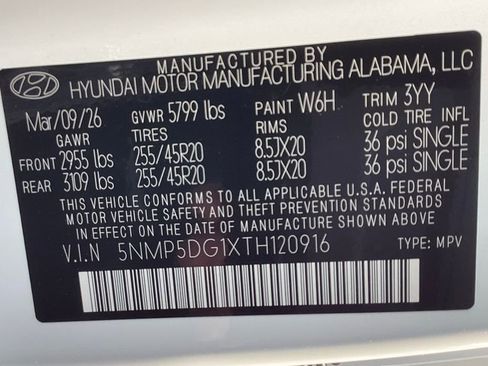 MANUFACTURED BY
HYUNDAI MOTOR MANUFACTURING ALABAMA, LLC
Mar/09/26 GVWR 5799 lbs PAINT W6H TRIM 3YY
GAWR TIRES RIMS COLD TIRE INFL
FRONT 2955 lbs 255/45R20 8.5JX20 36 psi SINGLE
REAR 3109 lbs 255/45R20 8.5JX20 36 psi SINGLE
THIS VEHICLE CONFORMS TO ALL APPLICABLE U.S.A. FEDERAL
MOTOR VEHICLE SAFETY AND THEFT PREVENTION STANDARDS
IN EFFECT ON THE DATE OF MANUFACTURE SHOWN ABOVE.
V.I.N 5NMP5DG1XTH120916 TYPE: MPV